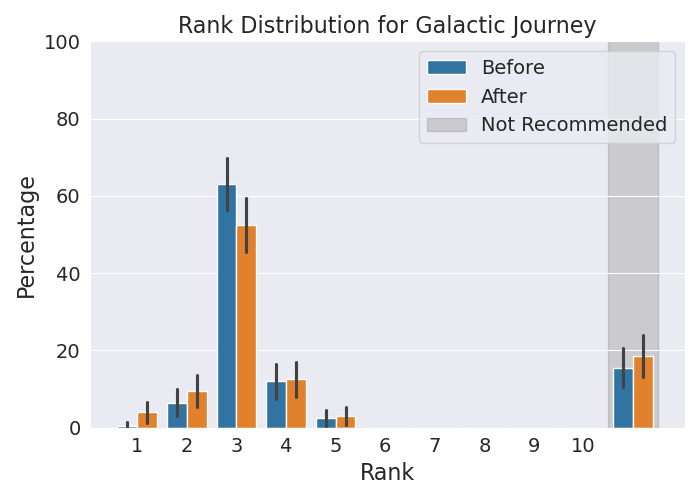 Rank Distribution for Galactic Journey
100
80
60
40
20
0
Percentage
Before
After
Not Recommended
1 2 3 4 5 6 7 8 9 10
Rank